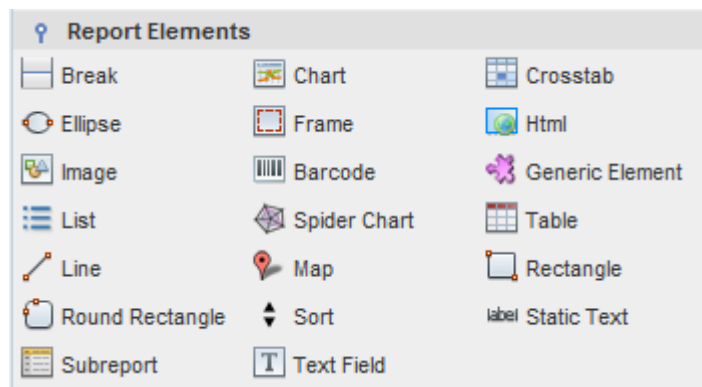 Report Elements
Break Chart Crosstab
Ellipse Frame Html
Image Barcode Generic Element
List Spider Chart Table
Line Map Rectangle
Round Rectangle Sort label Static Text
Subreport T Text Field